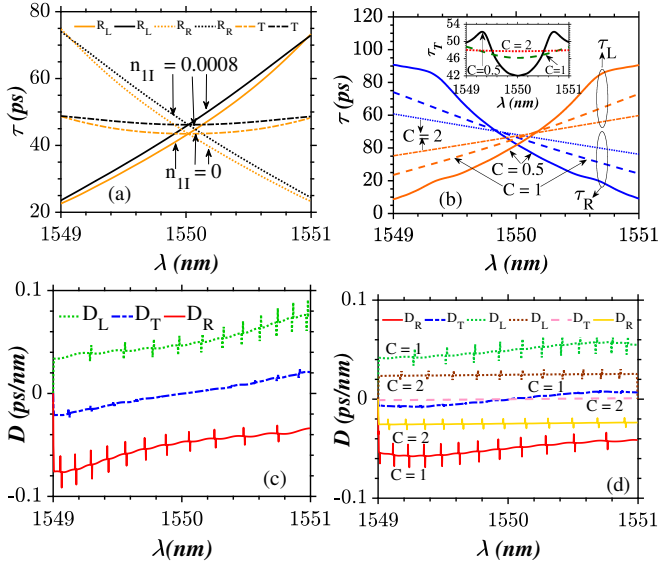 R_L R_L R_R R_R T T
80
60
40
20
τ (ps)
n_1I = 0.0008
n_1I = 0
(a)
1549 1550 1551
λ (nm)
120
100
80
60
40
20
0
τ (ps)
54
50
46
42
τ_T
C = 2
C=0.5
C=1
1549 1550 1551
λ (nm)
τ_L
C = 2
C = 0.5
C = 1
τ_R
(b)
1549 1550 1551
λ (nm)
0.1
0
-0.1
D (ps/nm)
D_L D_T D_R
(c)
1549 1550 1551
λ(nm)
0.1
0
-0.1
D (ps/nm)
D_R D_T D_L D_L D_T D_R
C = 1
C = 2
C = 1
C = 2
C = 2
C = 1
(d)
1549 1550 1551
λ(nm)